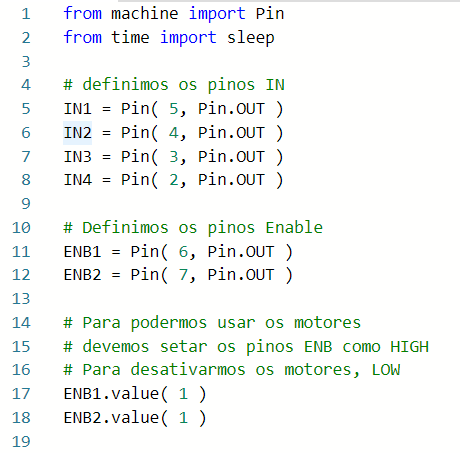 1 from machine import Pin
2 from time import sleep
3
4 # definimos os pinos IN
5 IN1 = Pin( 5, Pin.OUT )
6 IN2 = Pin( 4, Pin.OUT )
7 IN3 = Pin( 3, Pin.OUT )
8 IN4 = Pin( 2, Pin.OUT )
9
10 # Definimos os pinos Enable
11 ENB1 = Pin( 6, Pin.OUT )
12 ENB2 = Pin( 7, Pin.OUT )
13
14 # Para podermos usar os motores
15 # devemos setar os pinos ENB como HIGH
16 # Para desativarmos os motores, LOW
17 ENB1.value( 1 )
18 ENB2.value( 1 )
19